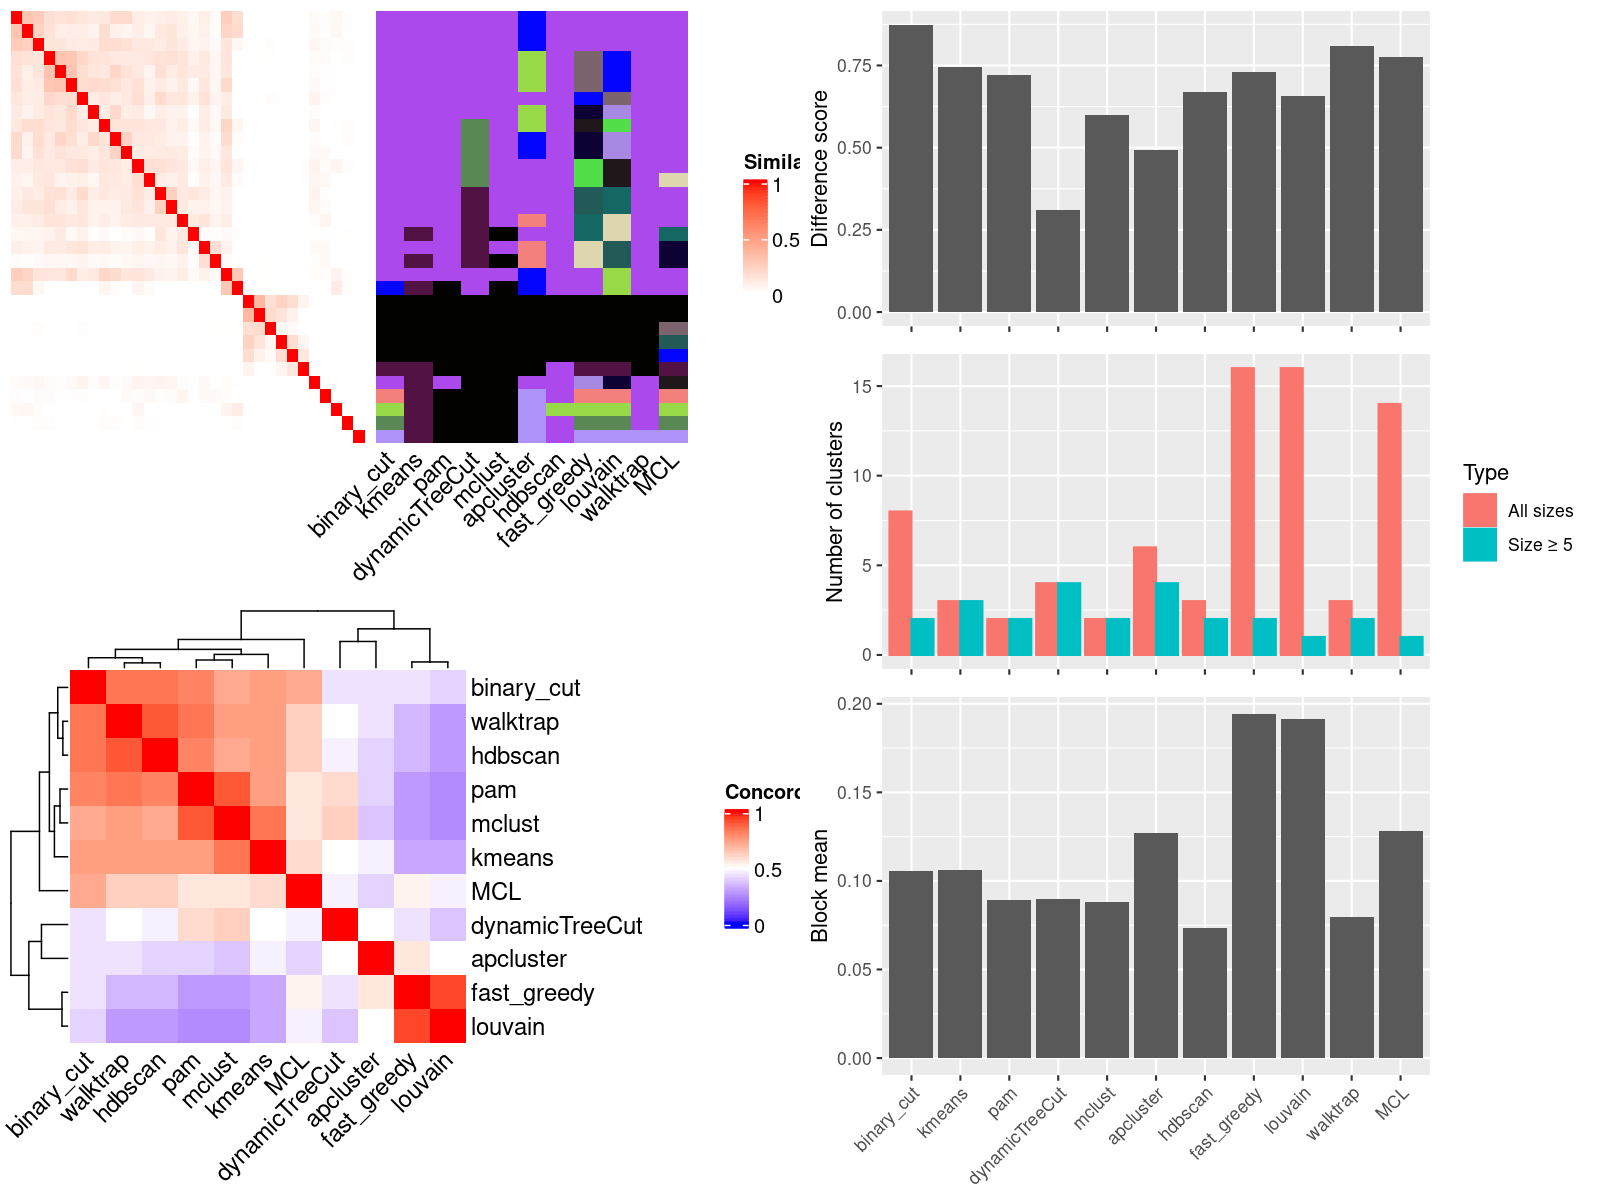 Simila
1
0.5
0
binary_cut
kmeans
pam
dynamicTreeCut
mclust
apcluster
hdbscan
fast_greedy
louvain
walktrap
MCL
binary_cut
walktrap
hdbscan
pam
mclust
kmeans
MCL
dynamicTreeCut
apcluster
fast_greedy
louvain
Concord
1
0.5
0
binary_cut
walktrap
hdbscan
pam
mclust
kmeans
MCL
dynamicTreeCut
apcluster
fast_greedy
louvain
Difference score
0.75
0.50
0.25
0.00
Number of clusters
15
10
5
0
Type
All sizes
Size ≥ 5
Block mean
0.20
0.15
0.10
0.05
0.00
binary_cut
kmeans
pam
dynamicTreeCut
mclust
apcluster
hdbscan
fast_greedy
louvain
walktrap
MCL